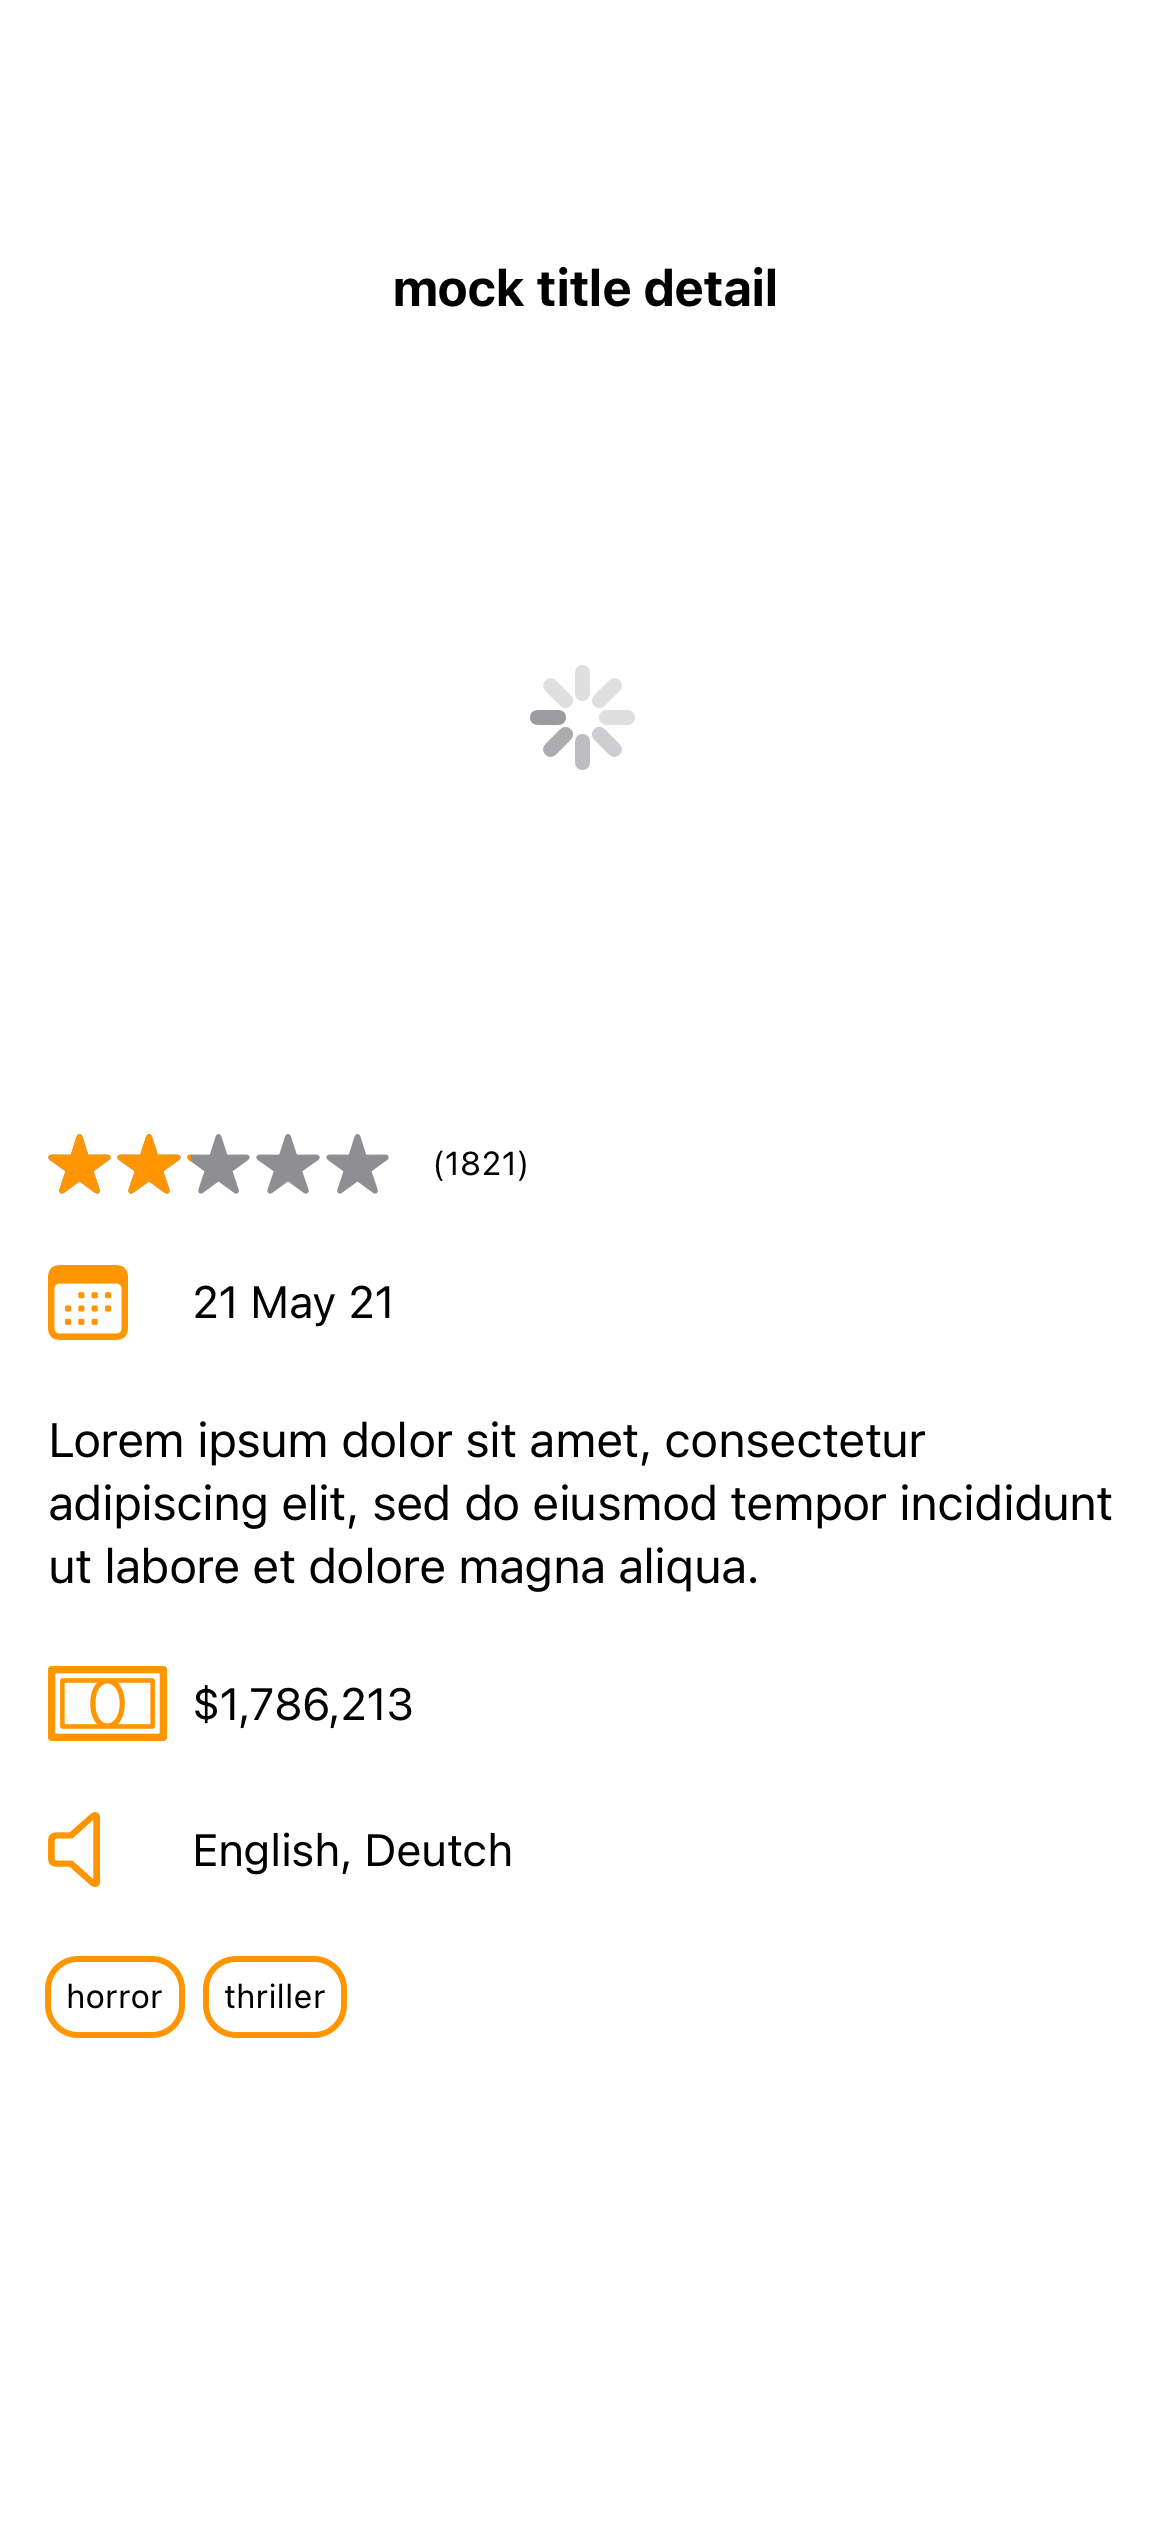 mock title detail
(1821)
21 May 21
Lorem ipsum dolor sit amet, consectetur
adipiscing elit, sed do eiusmod tempor incididunt
ut labore et dolore magna aliqua.
$1,786,213
English, Deutch
horror thriller